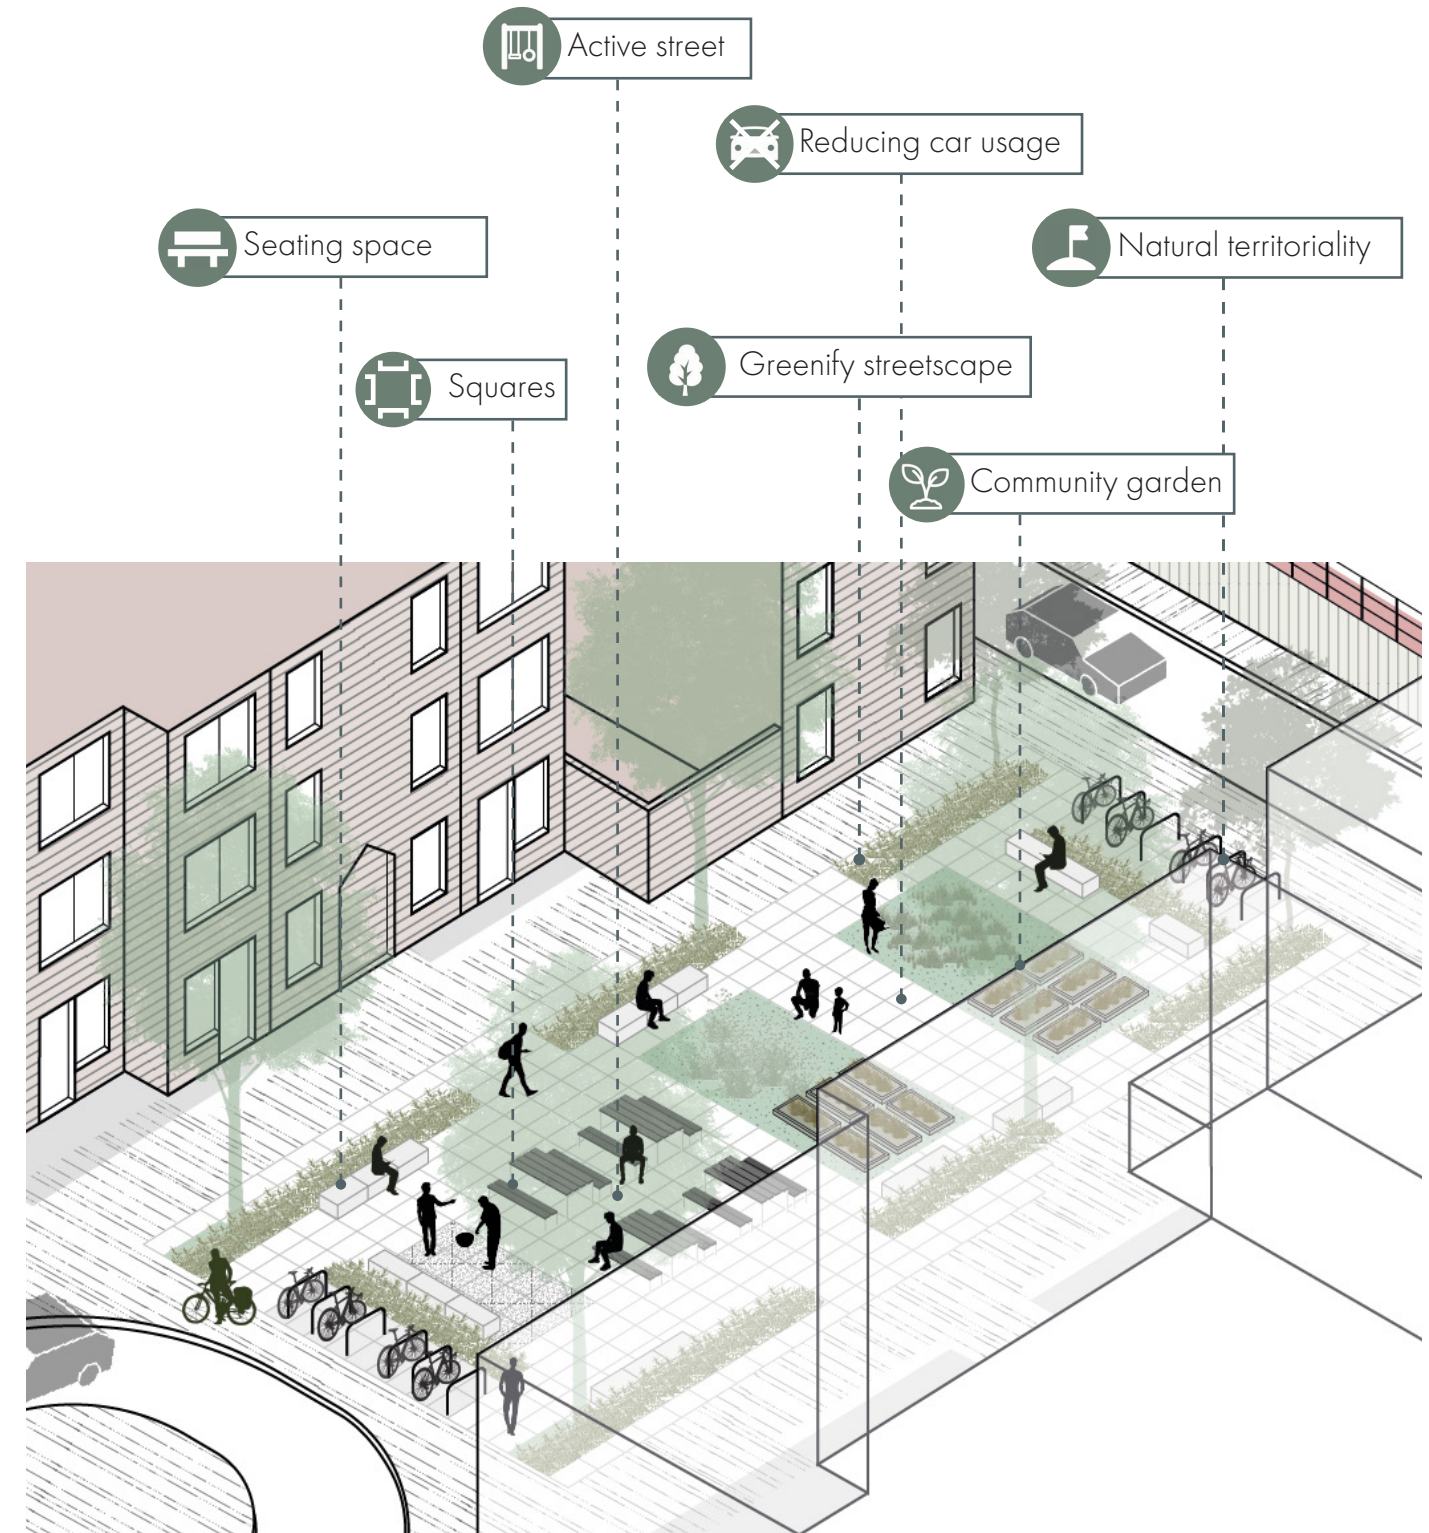 Active street
Reducing car usage
Seating space
Natural territoriality
Greenify streetscape
Squares
Community garden